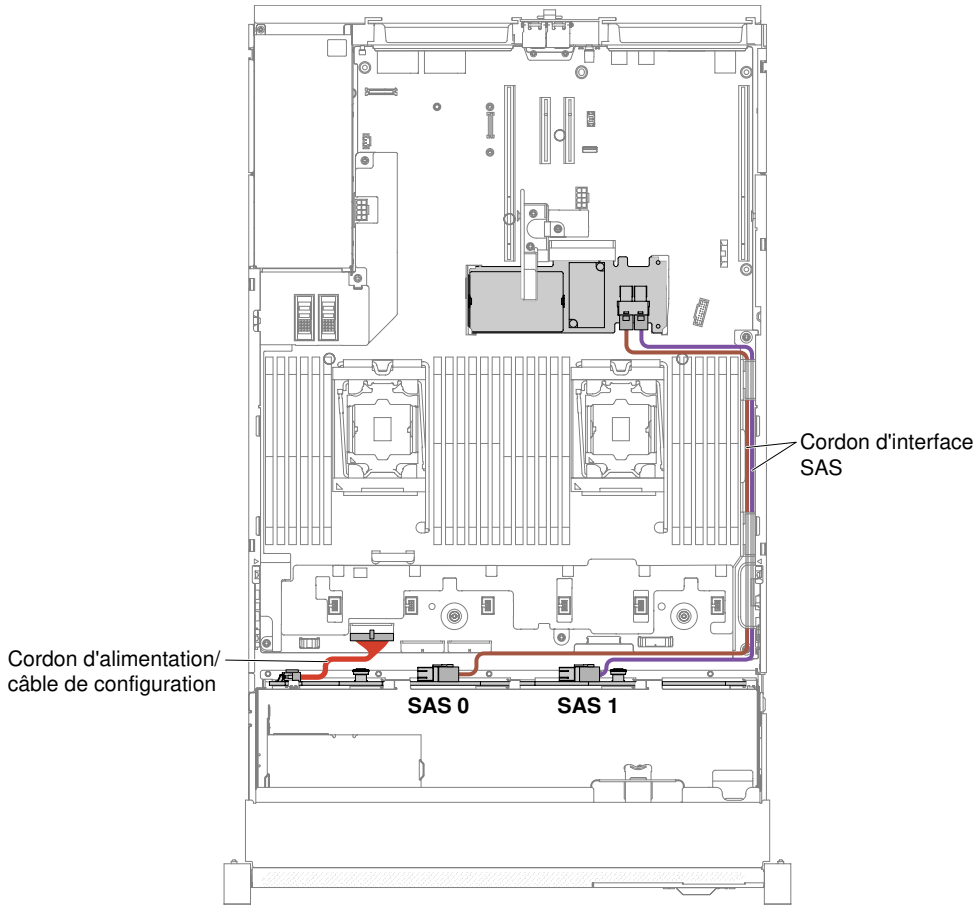 Cordon d'interface
SAS
Cordon d'alimentation/
câble de configuration
SAS 0
SAS 1